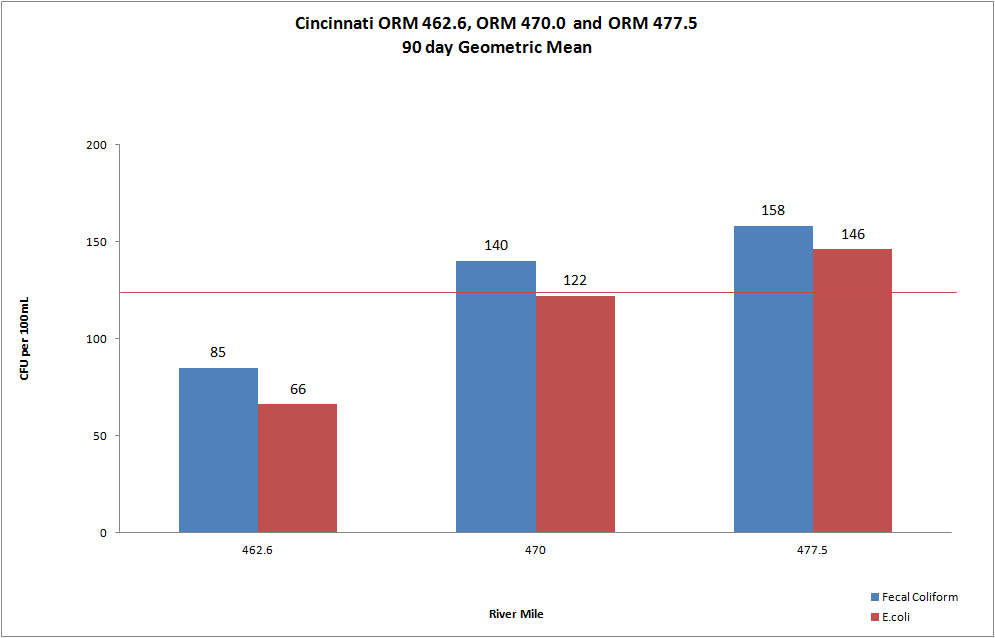 Cincinnati ORM 462.6, ORM 470.0 and ORM 477.5
90 day Geometric Mean
200
150
100
50
0
CFU per 100mL
85
66
140
122
158
146
462.6
470
477.5
River Mile
Fecal Coliform
E.coli